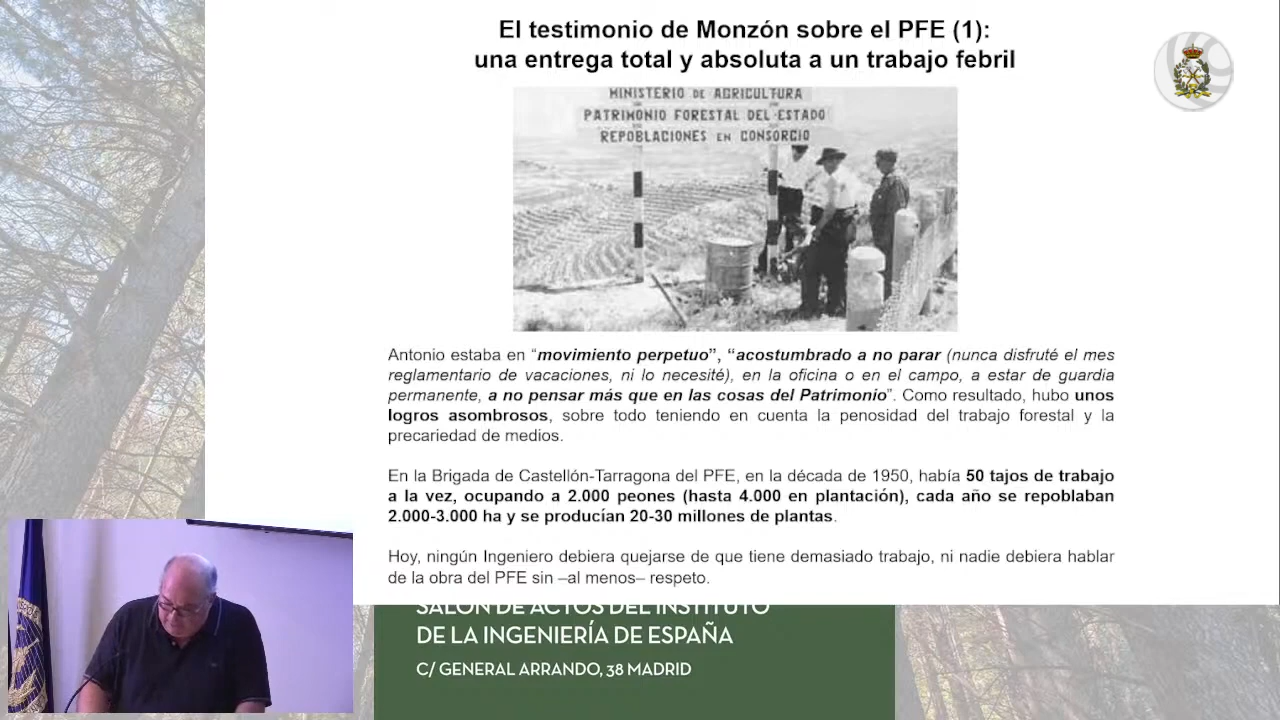 El testimonio de Monzón sobre el PFE (1):
una entrega total y absoluta a un trabajo febril
MINISTERIO DE AGRICULTURA
PATRIMONIO FORESTAL DEL ESTADO
REPOBLACIONES EN CONSORCIO
Antonio estaba en “movimiento perpetuo”, “acostumbrado a no parar (nunca disfruté el mes
reglamentario de vacaciones, ni lo necesité), en la oficina o en el campo, a estar de guardia
permanente, a no pensar más que en las cosas del Patrimonio”. Como resultado, hubo unos
logros asombrosos, sobre todo teniendo en cuenta la penosidad del trabajo forestal y la
precariedad de medios.
En la Brigada de Castellón-Tarragona del PFE, en la década de 1950, había 50 tajos de trabajo
a la vez, ocupando a 2.000 peones (hasta 4.000 en plantación), cada año se repoblaban
2.000-3.000 ha y se producían 20-30 millones de plantas.
Hoy, ningún Ingeniero debiera quejarse de que tiene demasiado trabajo, ni nadie debiera hablar
de la obra del PFE sin –al menos– respeto.
SALÓN DE ACTOS DEL INSTITUTO
DE LA INGENIERÍA DE ESPAÑA
C/ GENERAL ARRANDO, 38 MADRID